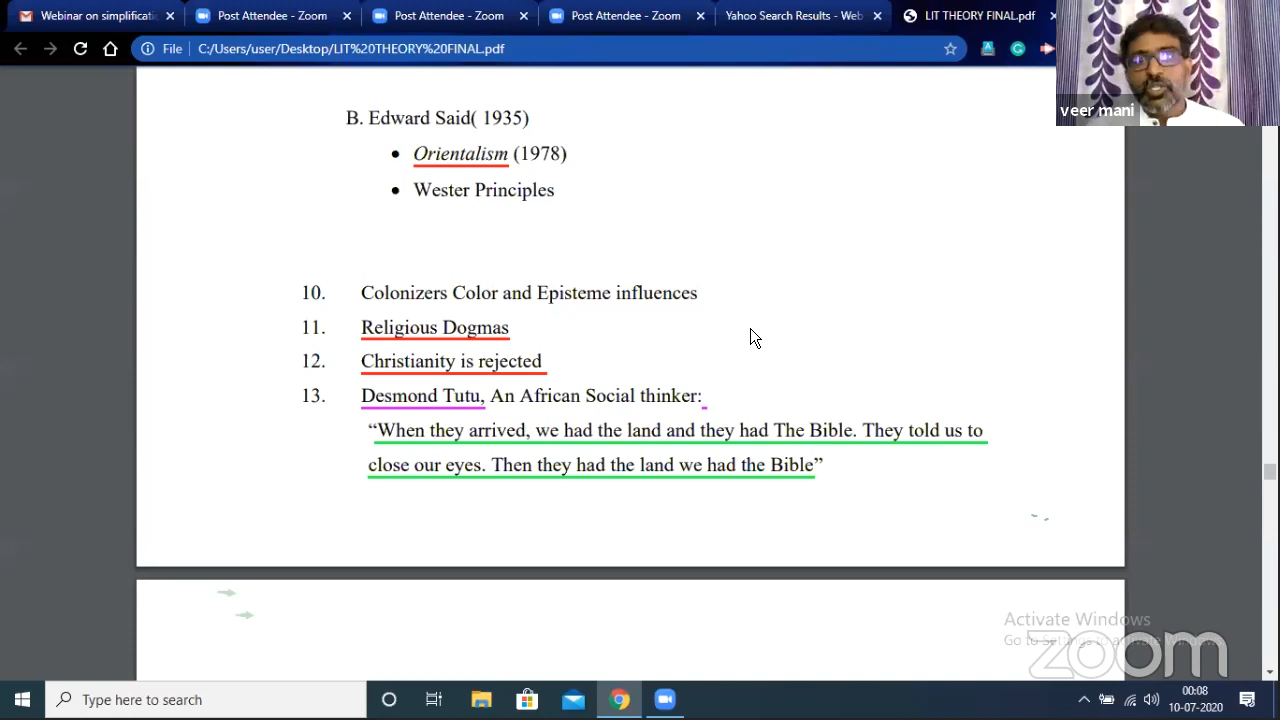 Webinar on simplificati
Post Attendee - Zoom
Post Attendee - Zoom
Post Attendee - Zoom
Yahoo Search Results - Web
LIT THEORY FINAL.pdf
File
C:/Users/user/Desktop/LIT%20THEORY%20FINAL.pdf
veer mani
B. Edward Said( 1935)
• Orientalism (1978)
• Wester Principles
10. Colonizers Color and Episteme influences
11. Religious Dogmas
12. Christianity is rejected
13. Desmond Tutu, An African Social thinker:
“When they arrived, we had the land and they had The Bible. They told us to
close our eyes. Then they had the land we had the Bible”
Activate Windows
Go to Settings to activate
zoom
Type here to search
00:08
10-07-2020